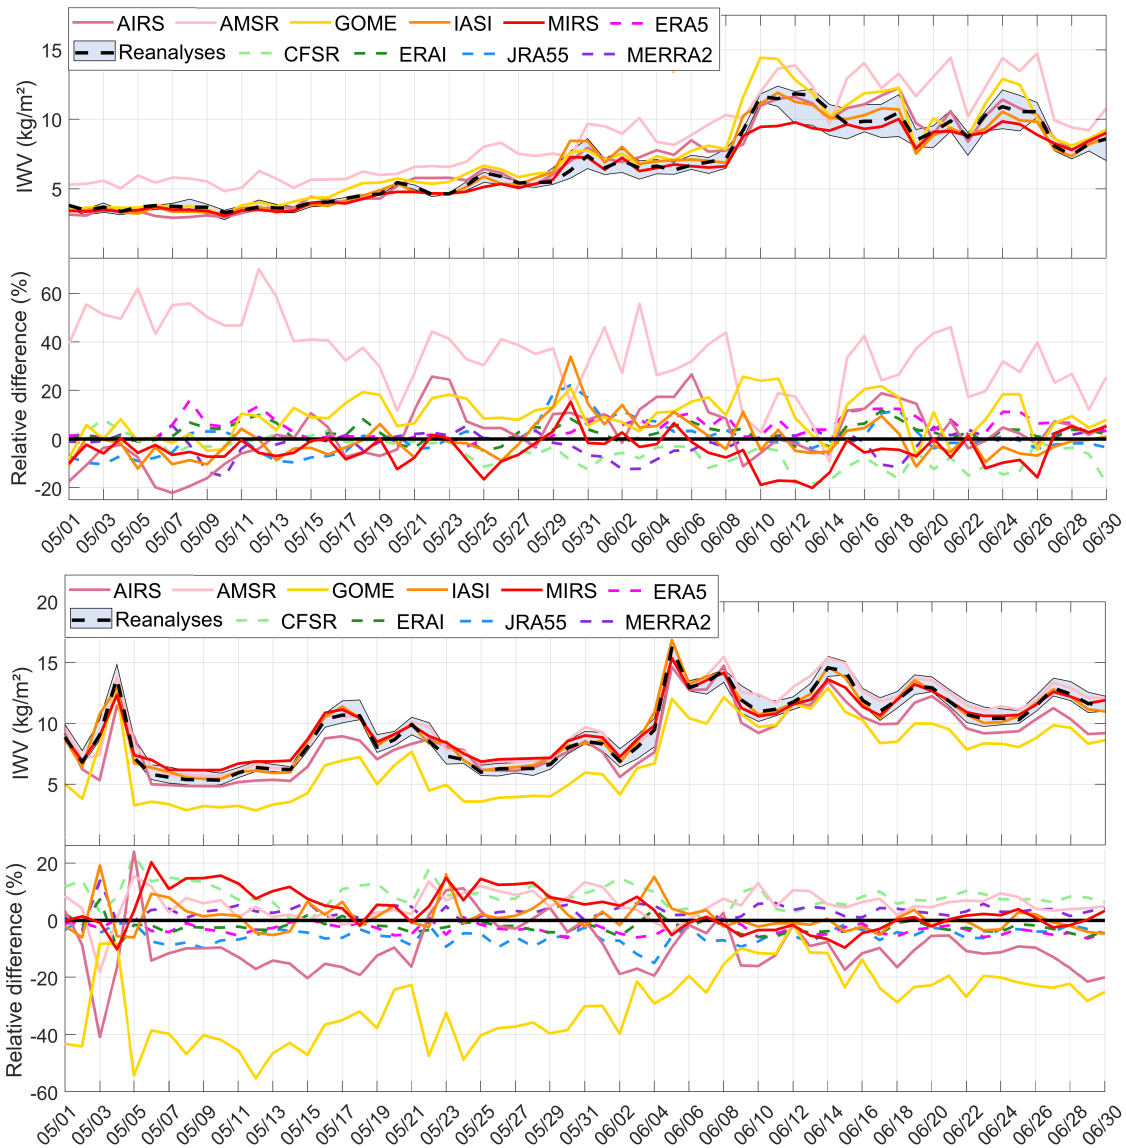 AIRS AMSR GOME IASI MIRS ERA5
Reanalyses CFSR ERAI JRA55 MERRA2
15
10
5
IWV (kg/m²)
60
40
20
0
-20
Relative difference (%)
05/01 05/03 05/05 05/07 05/09 05/11 05/13 05/15 05/17 05/19 05/21 05/23 05/25 05/27 05/29 05/31 06/02 06/04 06/06 06/08 06/10 06/12 06/14 06/16 06/18 06/20 06/22 06/24 06/26 06/28 06/30
AIRS AMSR GOME IASI MIRS ERA5
Reanalyses CFSR ERAI JRA55 MERRA2
20
15
10
5
IWV (kg/m²)
20
0
-20
-40
-60
Relative difference (%)
05/01 05/03 05/05 05/07 05/09 05/11 05/13 05/15 05/17 05/19 05/21 05/23 05/25 05/27 05/29 05/31 06/02 06/04 06/06 06/08 06/10 06/12 06/14 06/16 06/18 06/20 06/22 06/24 06/26 06/28 06/30